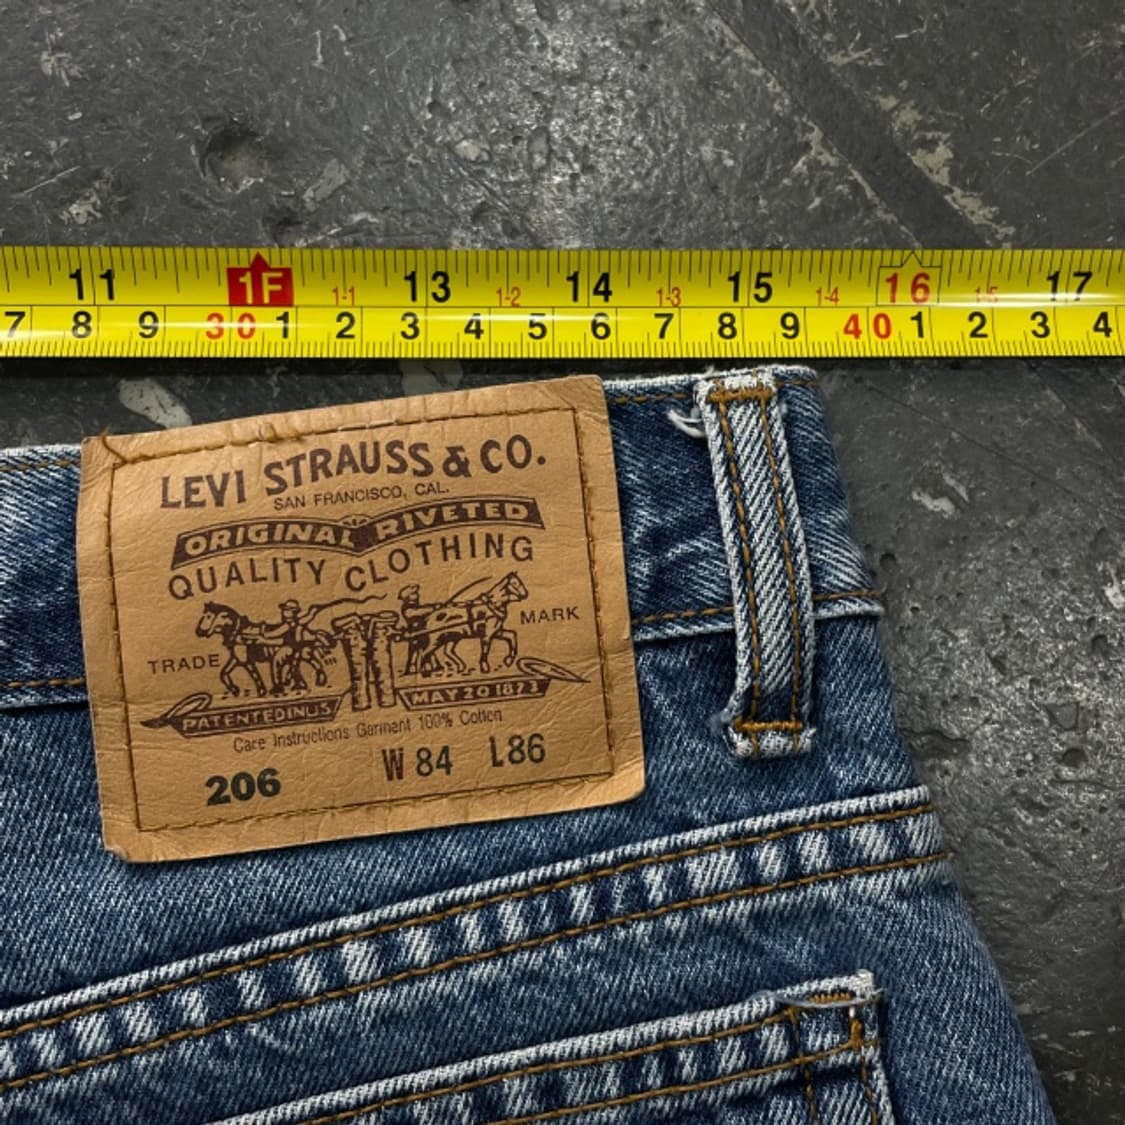 11 1F 1-1 13 1-2 14 1-3 15 1-4 16 1-5 17
7 8 9 30 1 2 3 4 5 6 7 8 9 40 1 2 3 4
LEVI STRAUSS & CO.
SAN FRANCISCO, CAL.
ORIGINAL RIVETED
QUALITY CLOTHING
TRADE MARK
PATENTED IN US MAY 20 1873
Care Instructions Garment 100% Cotton
206 W 84 L86